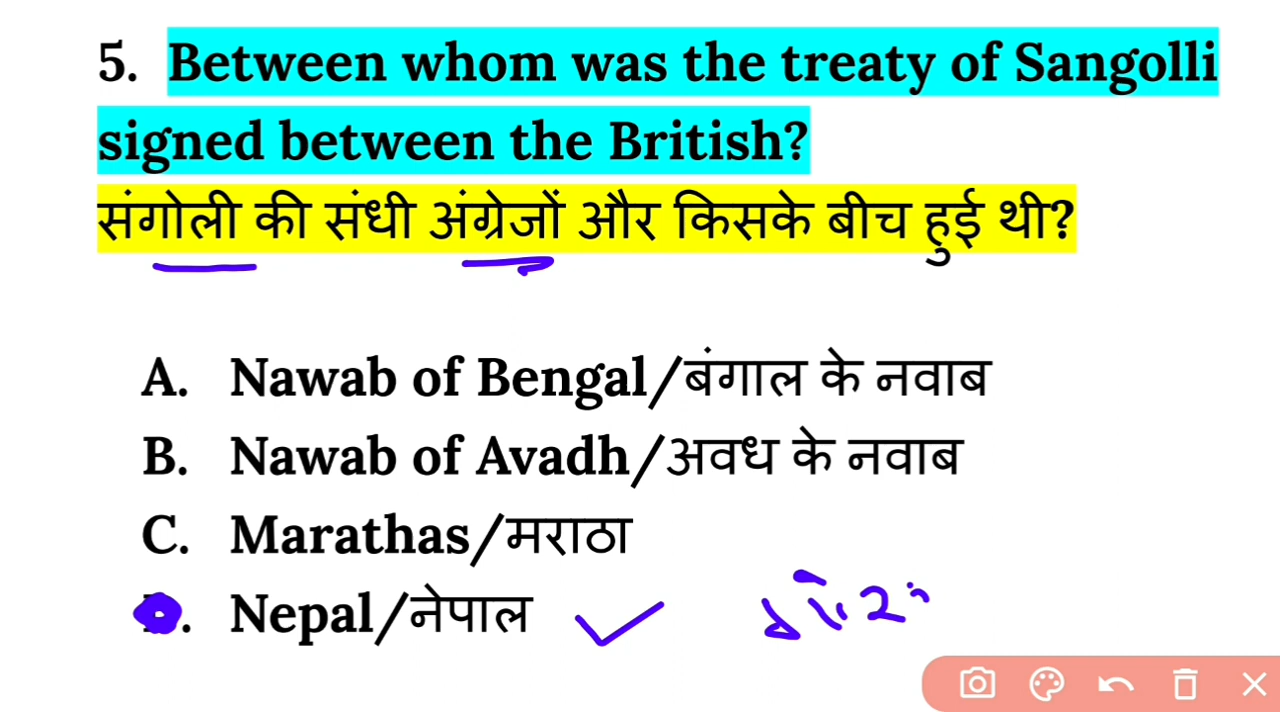 5. Between whom was the treaty of Sangolli
signed between the British?
संगोली की संधी अंग्रेजों और किसके बीच हुई थी?
A. Nawab of Bengal/बंगाल के नवाब
B. Nawab of Avadh/अवध के नवाब
C. Marathas/मराठा
. Nepal/नेपाल